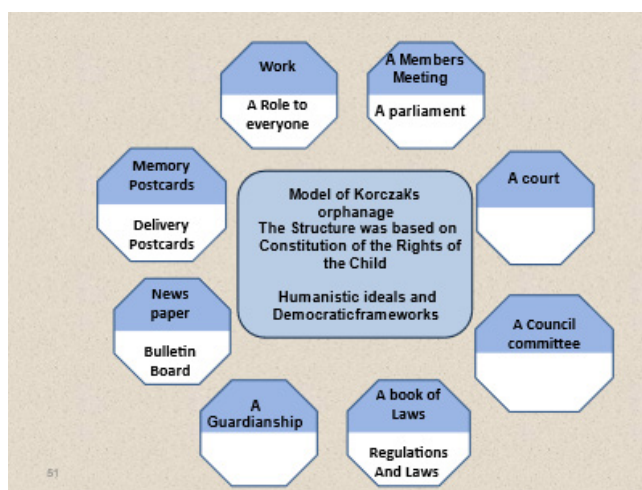 Work
A Role to
everyone
A Members
Meeting
A parliament
Memory
Postcards
Delivery
Postcards
Model of Korczak's
orphanage
The Structure was based on
Constitution of the Rights of
the Child
Humanistic ideals and
Democraticframeworks
A court
News
paper
Bulletin
Board
A Council
committee
A
Guardianship
A book of
Laws
Regulations
And Laws
51